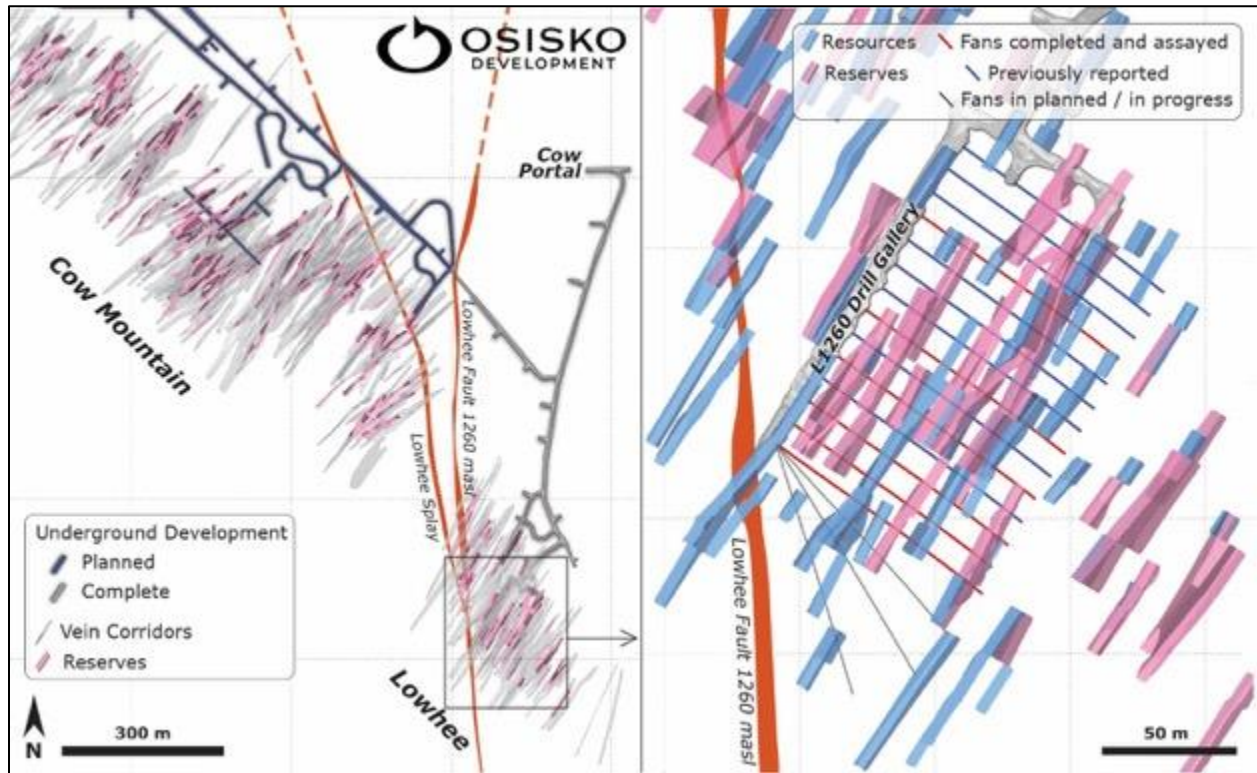 OSISKO
DEVELOPMENT
Cow
Portal
Cow Mountain
Lowhee Fault 1260 masl
Lowhee Splay
Lowhee
Underground Development
Planned
Complete
Vein Corridors
Reserves
N
300 m
Resources
Reserves
Fans completed and assayed
Previously reported
Fans in planned / in progress
L1260 Drill Gallery
Lowhee Fault 1260 masl
50 m